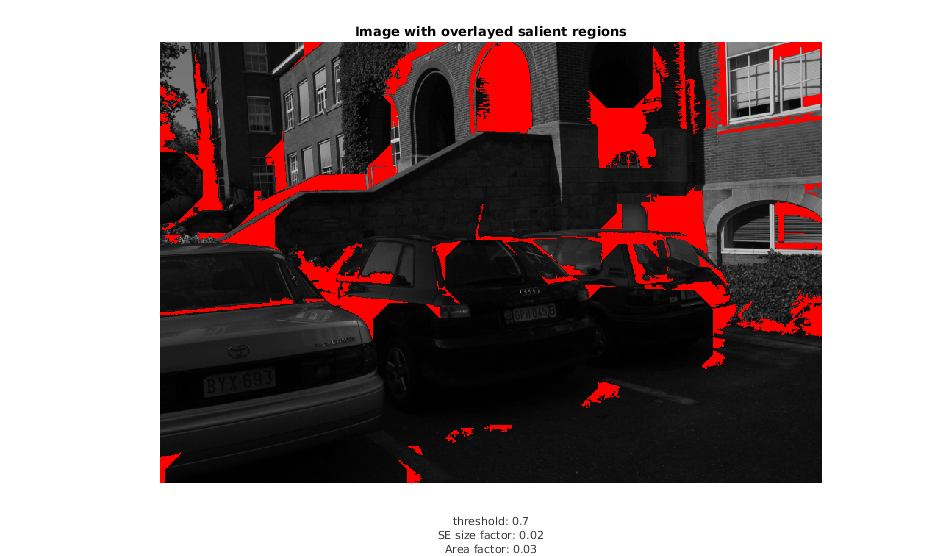 Image with overlayed salient regions
BYX·693
threshold: 0.7
SE size factor: 0.02
Area factor: 0.03